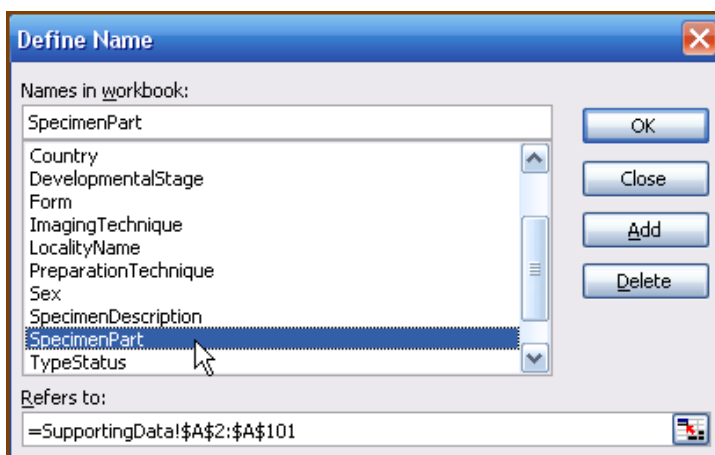 Define Name
Names in workbook:
SpecimenPart
OK
Country
DevelopmentalStage
Close
Form
ImagingTechnique
LocalityName
Add
PreparationTechnique
Sex
Delete
SpecimenDescription
SpecimenPart
TypeStatus
Refers to:
=SupportingData!$A$2:$A$101